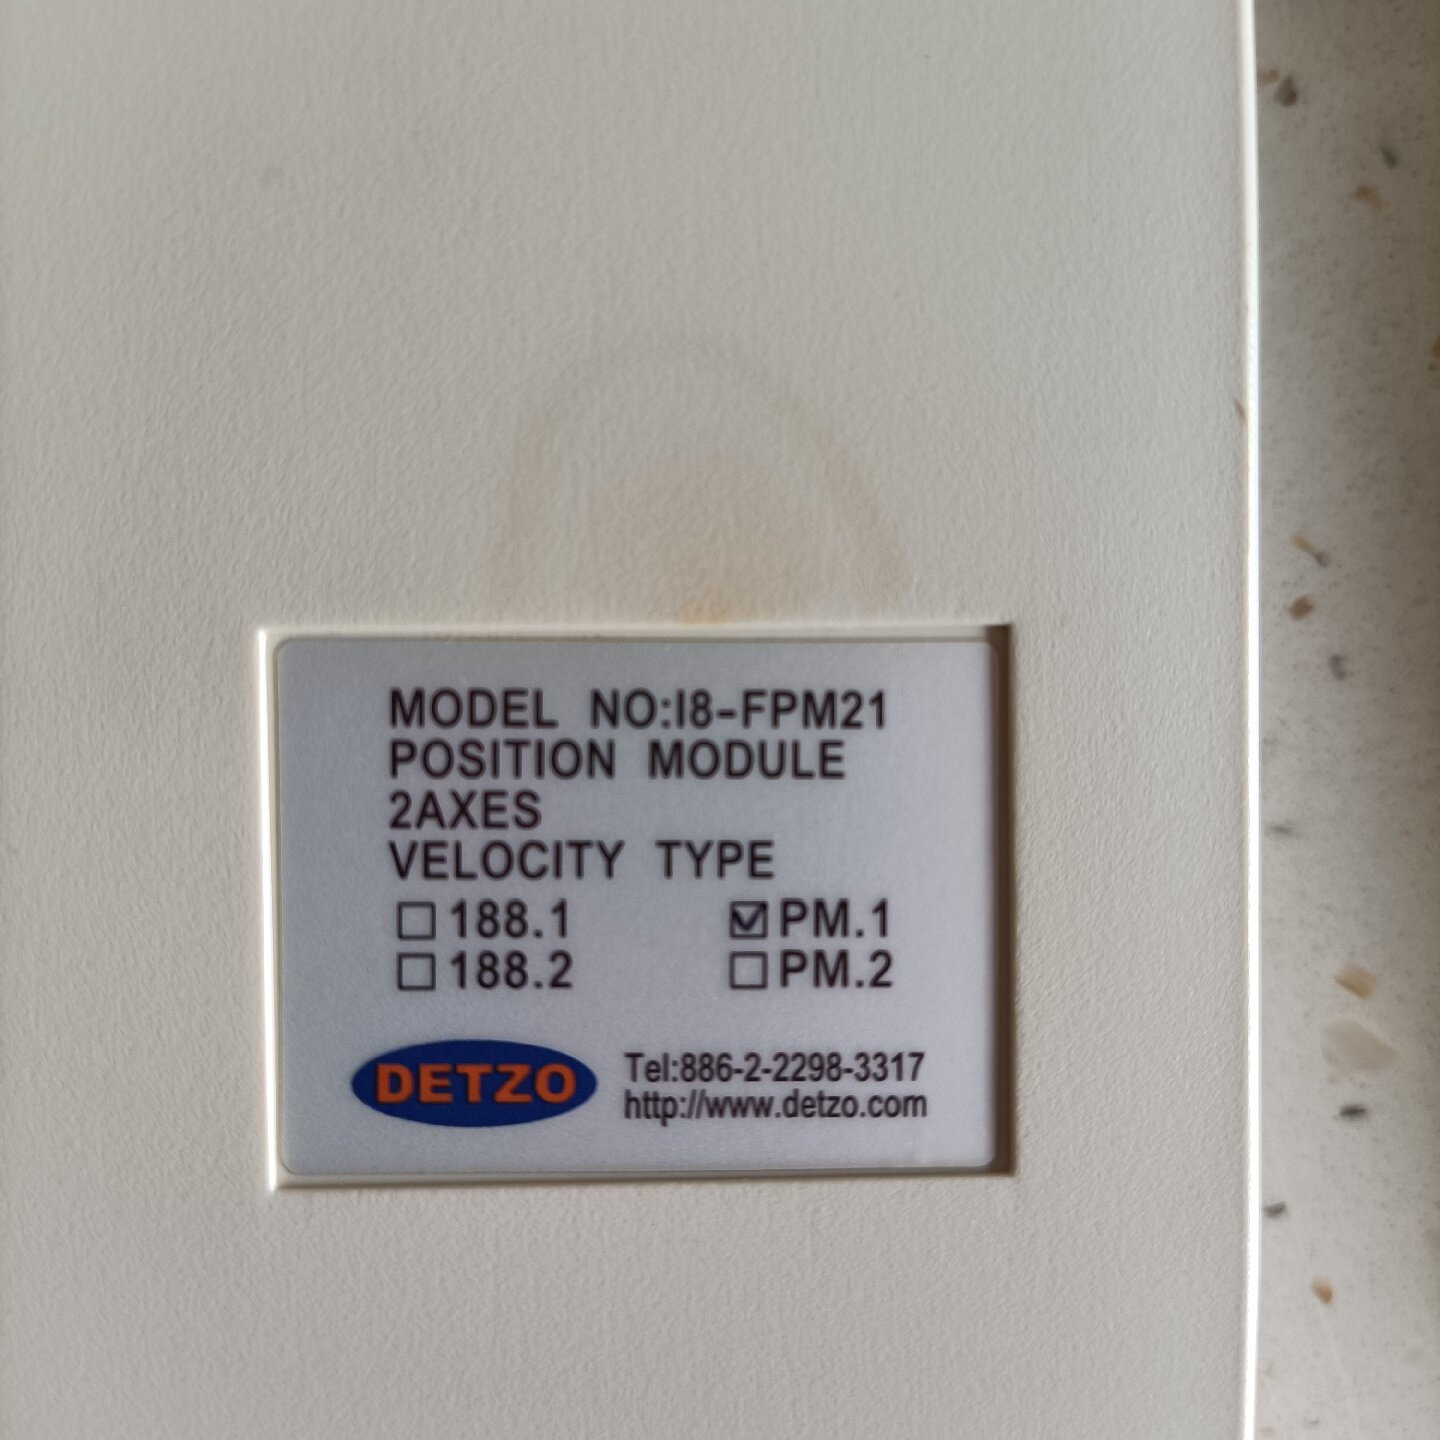 MODEL NO:I8-FPM21
POSITION MODULE
2AXES
VELOCITY TYPE
☐ 188.1 ☑ PM.1
☐ 188.2 ☐ PM.2
DETZO
Tel:886-2-2298-3317
http://www.detzo.com